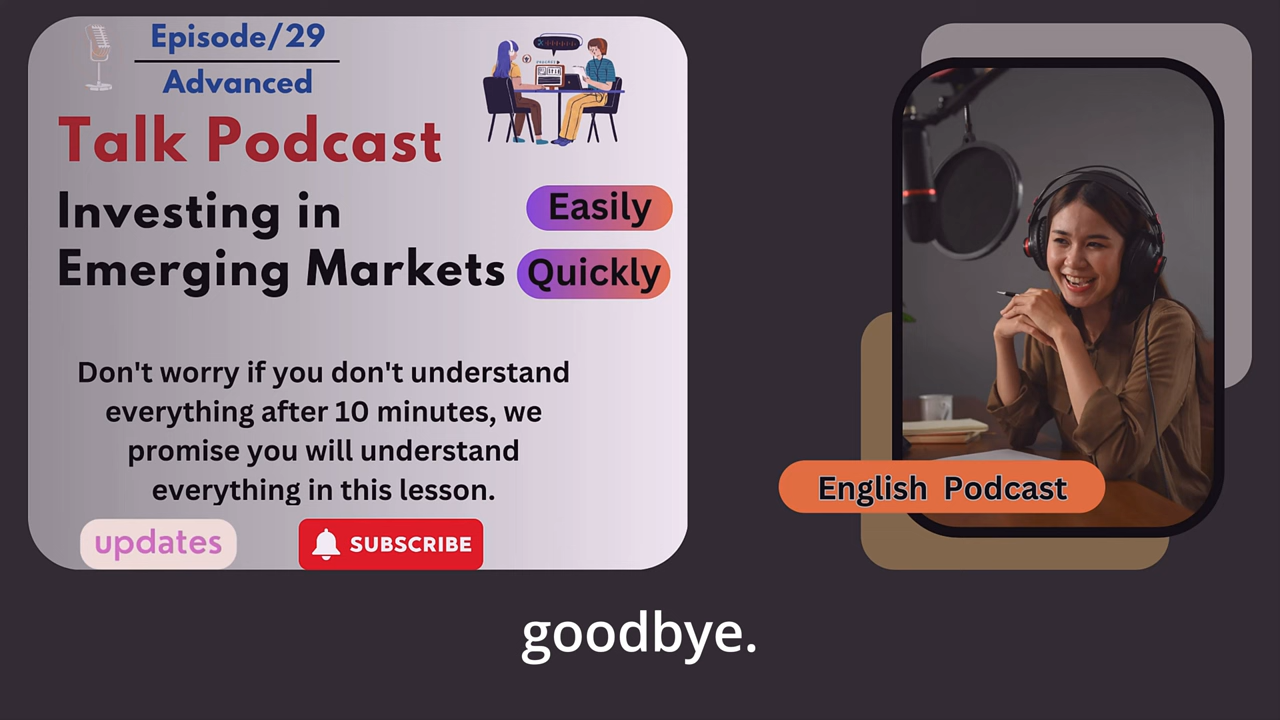 Episode/29
Advanced
Talk Podcast
Investing in
Emerging Markets
Easily
Quickly
Don't worry if you don't understand
everything after 10 minutes, we
promise you will understand
everything in this lesson.
updates
SUBSCRIBE
English Podcast
goodbye.